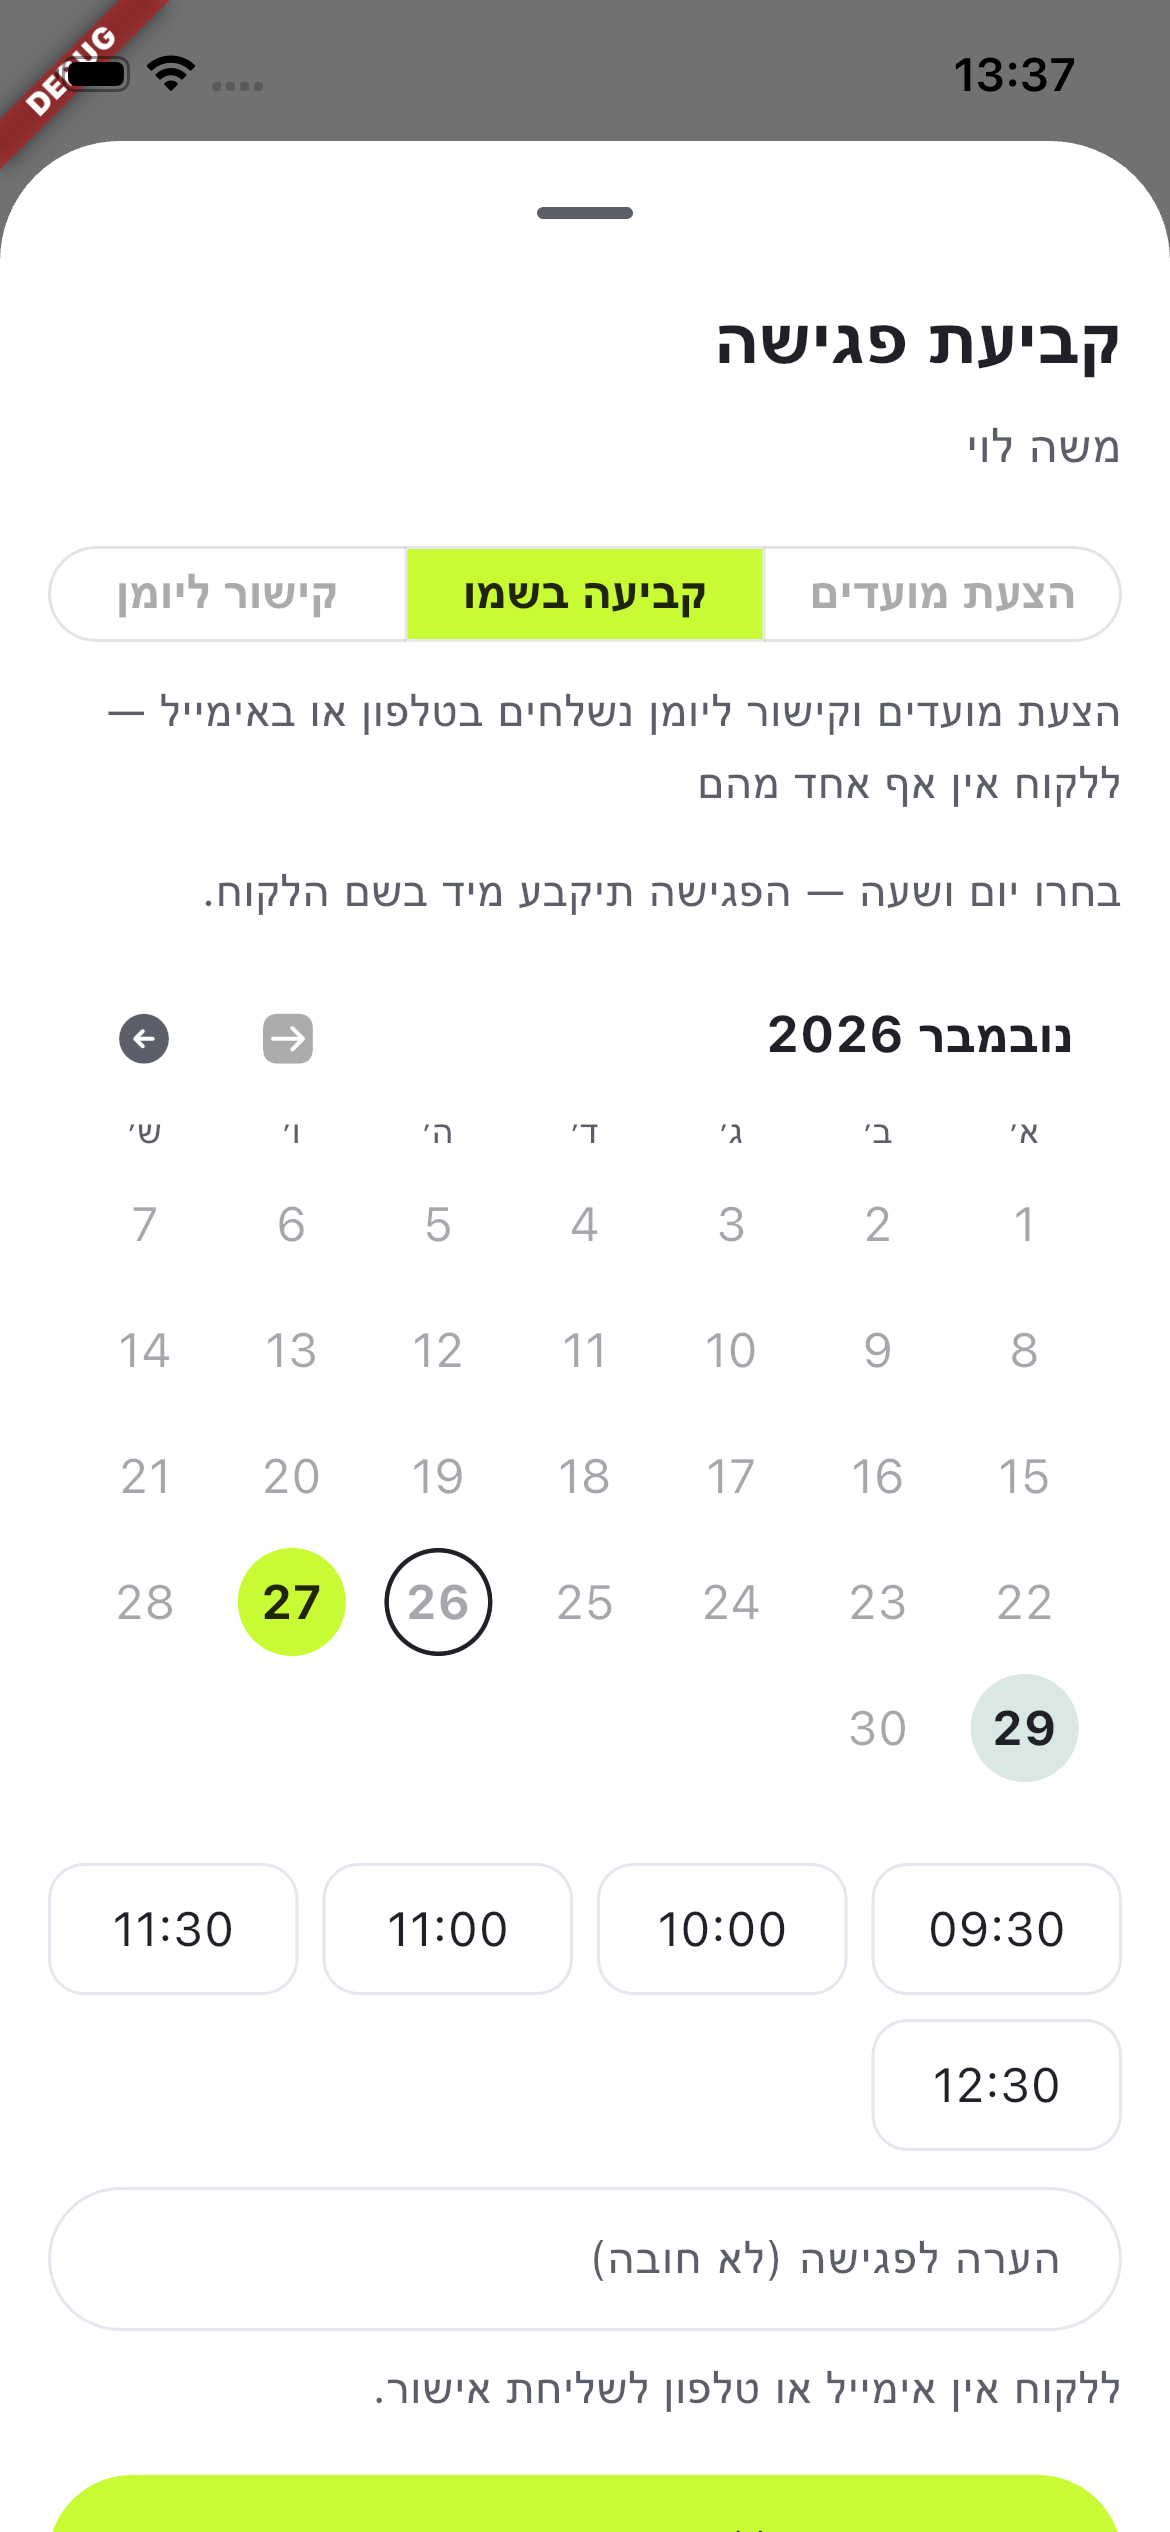 13:37
DEBUG
קביעת פגישה
משה לוי
הצעת מועדים קביעה בשמו קישור ליומן
הצעת מועדים וקישור ליומן נשלחים בטלפון או באימייל —
ללקוח אין אף אחד מהם
בחרו יום ושעה — הפגישה תיקבע מיד בשם הלקוח.
נובמבר 2026
א׳ ב׳ ג׳ ד׳ ה׳ ו׳ ש׳
1 2 3 4 5 6 7
8 9 10 11 12 13 14
15 16 17 18 19 20 21
22 23 24 25 26 27 28
29 30
09:30 10:00 11:00 11:30
12:30
הערה לפגישה (לא חובה)
ללקוח אין אימייל או טלפון לשליחת אישור.